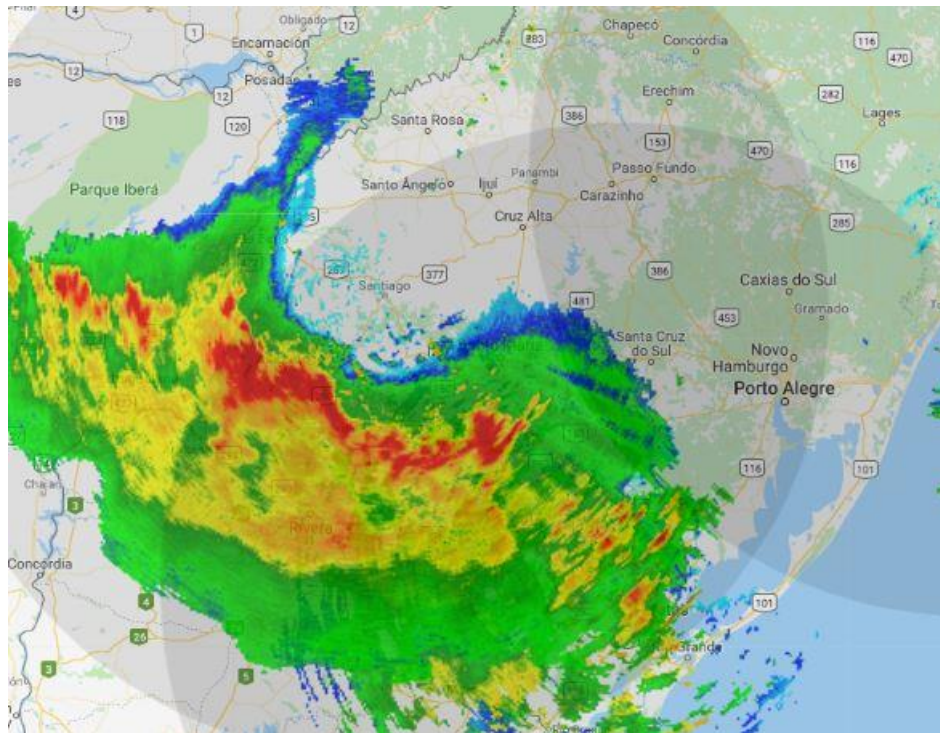 4
Obligado
12
1
Encarnación
283
Chapecó
Concórdia
116
470
12
Posadas
12
Erechim
282
118
120
Santa Rosa
386
Lages
153
Passo Fundo
470
116
Parque Iberá
Santo Ângelo
Ijuí
Panambi
Carazinho
Cruz Alta
285
377
386
Caxias do Sul
Santiago
481
453
Gramado
Santa Cruz
do Sul
Novo
Hamburgo
Porto Alegre
116
101
3
Rivera
Concordia
4
101
26
3
5
Grande